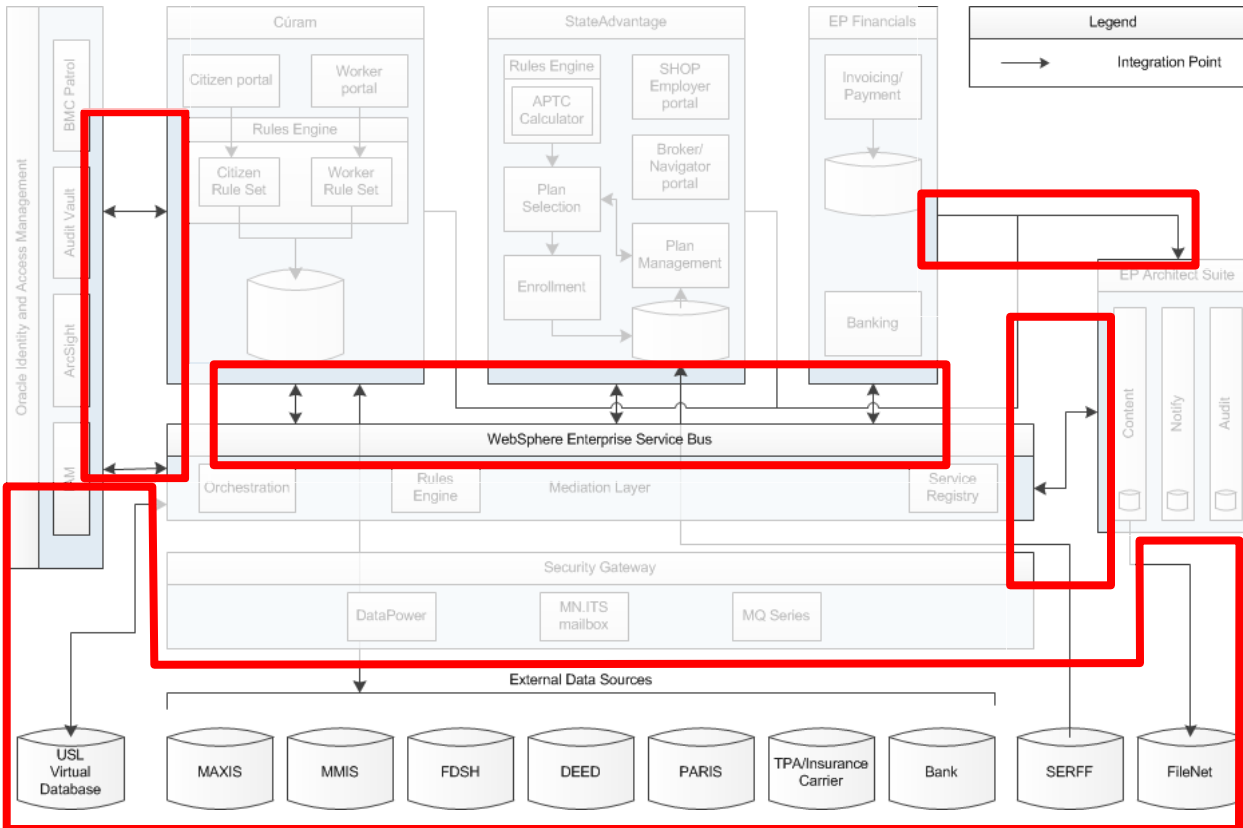 Cúram
StateAdvantage
EP Financials
Legend
Integration Point
Oracle Identity and Access Management
BMC Patrol
Audit Vault
ArcSight
Citizen portal
Worker
portal
Rules Engine
Citizen
Rule Set
Worker
Rule Set
Rules Engine
APTC
Calculator
SHOP
Employer
portal
Broker/
Navigator
portal
Plan
Selection
Plan
Management
Enrollment
Invoicing/
Payment
Banking
EP Architect Suite
Content
Notify
Audit
WebSphere Enterprise Service Bus
Orchestration
Rules
Engine
Mediation Layer
Service
Registry
Security Gateway
DataPower
MN.ITS
mailbox
MQ Series
External Data Sources
USL
Virtual
Database
MAXIS
MMIS
FDSH
DEED
PARIS
TPA/Insurance
Carrier
Bank
SERFF
FileNet